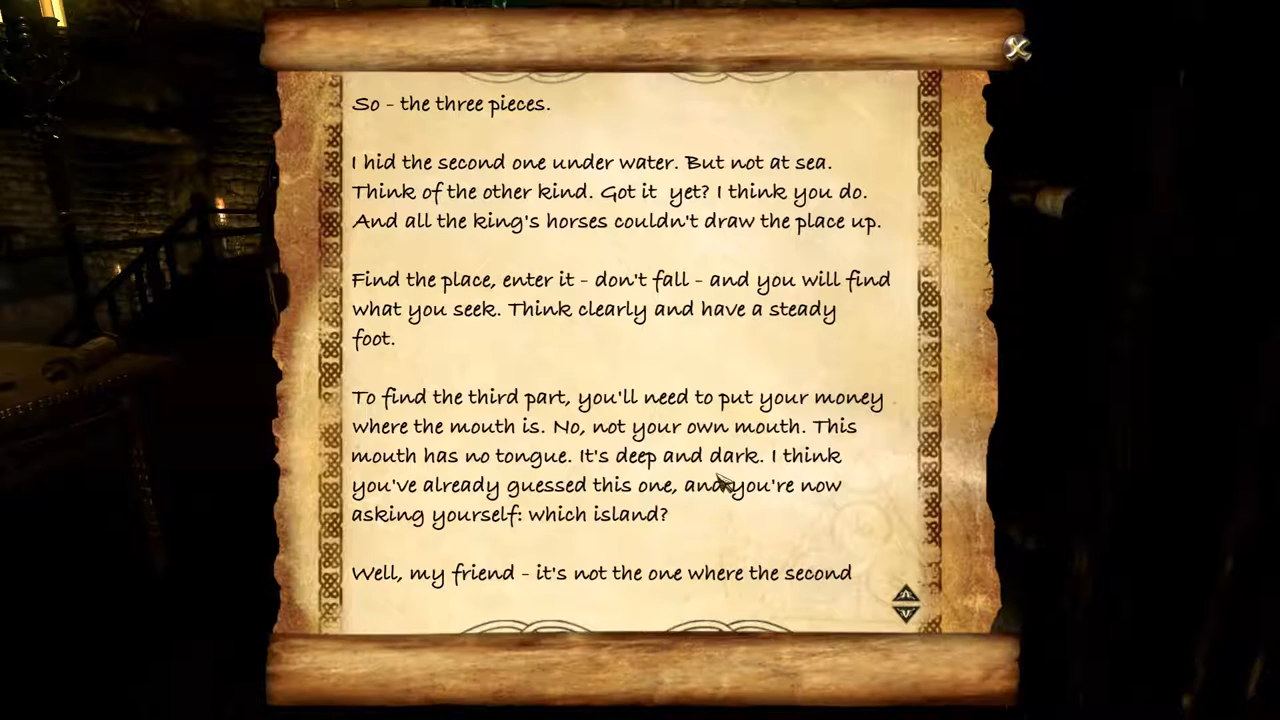 So - the three pieces.
I hid the second one under water. But not at sea.
Think of the other kind. Got it yet? I think you do.
And all the king's horses couldn't draw the place up.
Find the place, enter it - don't fall - and you will find
what you seek. Think clearly and have a steady
foot.
To find the third part, you'll need to put your money
where the mouth is. No, not your own mouth. This
mouth has no tongue. It's deep and dark. I think
you've already guessed this one, and you're now
asking yourself: which island?
Well, my friend - it's not the one where the second